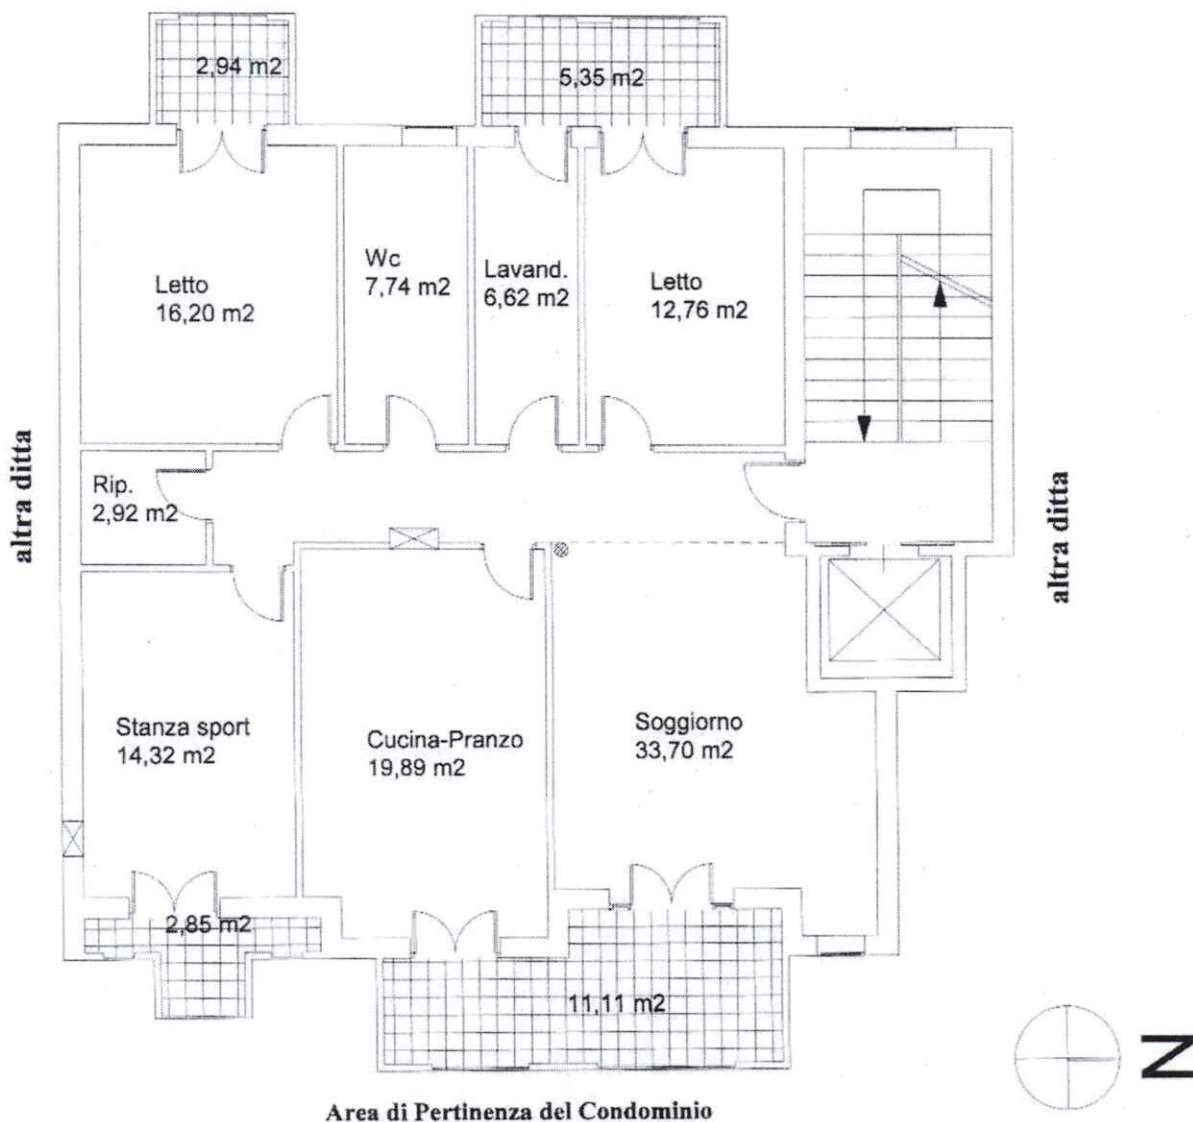 2,94 m2
5,35 m2
Letto
16,20 m2
Wc
7,74 m2
Lavand.
6,62 m2
Letto
12,76 m2
altra ditta
Rip.
2,92 m2
altra ditta
Stanza sport
14,32 m2
Cucina-Pranzo
19,89 m2
Soggiorno
33,70 m2
2,85 m2
11,11 m2
N
Area di Pertinenza del Condominio